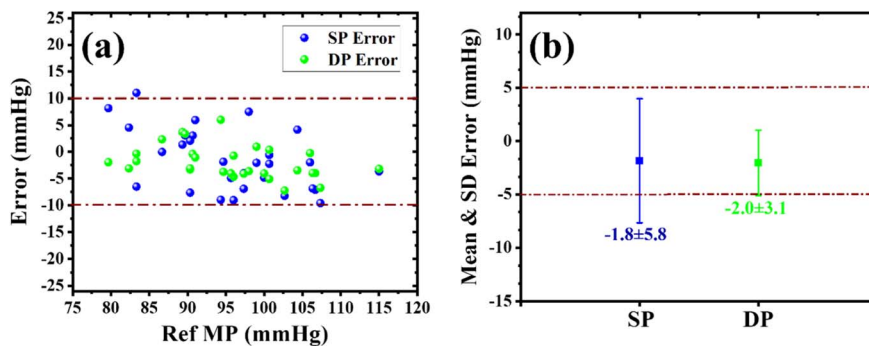 (a)
SP Error
DP Error
Error (mmHg)
25
20
15
10
5
0
-5
-10
-15
-20
-25
75 80 85 90 95 100 105 110 115 120
Ref MP (mmHg)
(b)
Mean & SD Error (mmHg)
10
5
0
-5
-10
-15
-1.8±5.8
-2.0±3.1
SP DP